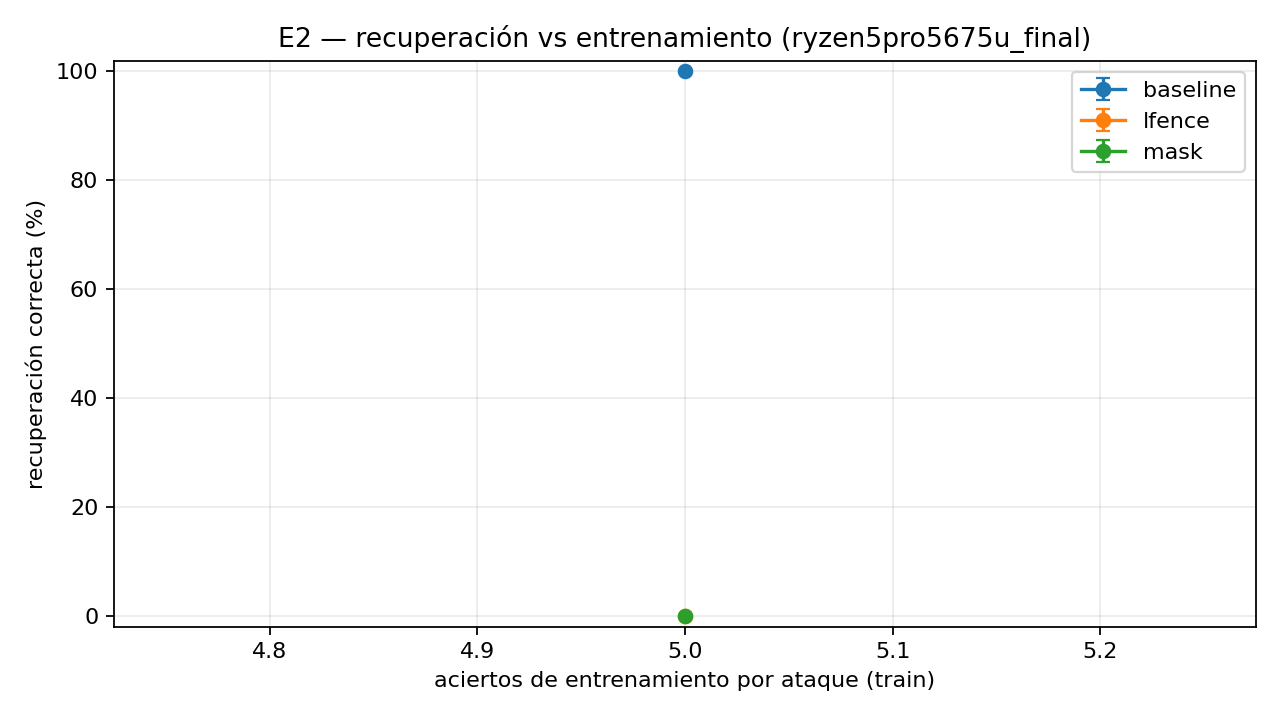 E2 — recuperación vs entrenamiento (ryzen5pro5675u_final)
100
80
60
40
20
0
recuperación correcta (%)
baseline
lfence
mask
4.8
4.9
5.0
5.1
5.2
aciertos de entrenamiento por ataque (train)